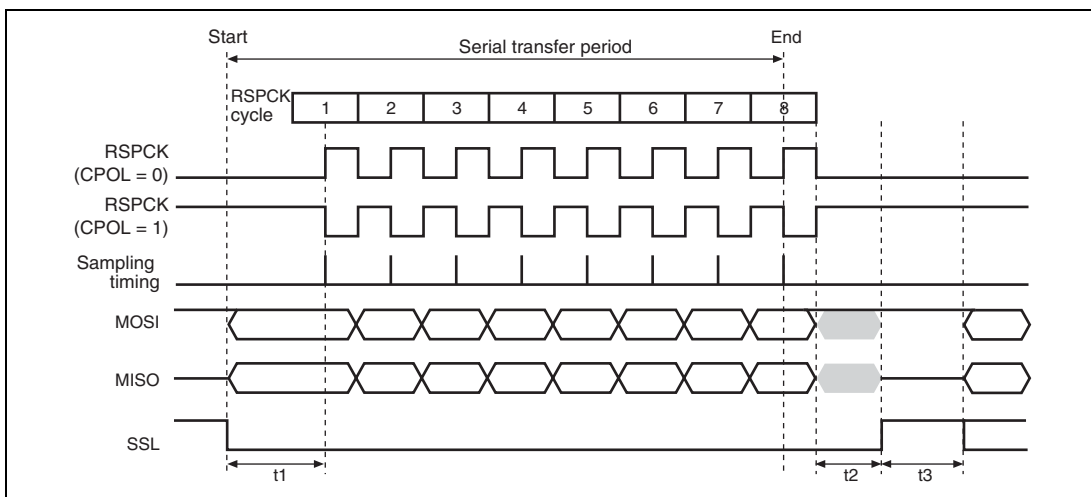 Start
Serial transfer period
End
RSPCK
cycle
1 2 3 4 5 6 7 8
RSPCK
(CPOL = 0)
RSPCK
(CPOL = 1)
Sampling
timing
MOSI
MISO
SSL
t1
t2
t3